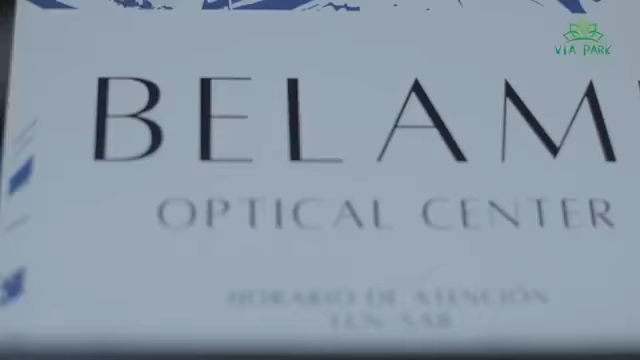 VIA PARK
BELAM
OPTICAL CENTER
HORARIO DE ATENCIÓN
LUN - SAB